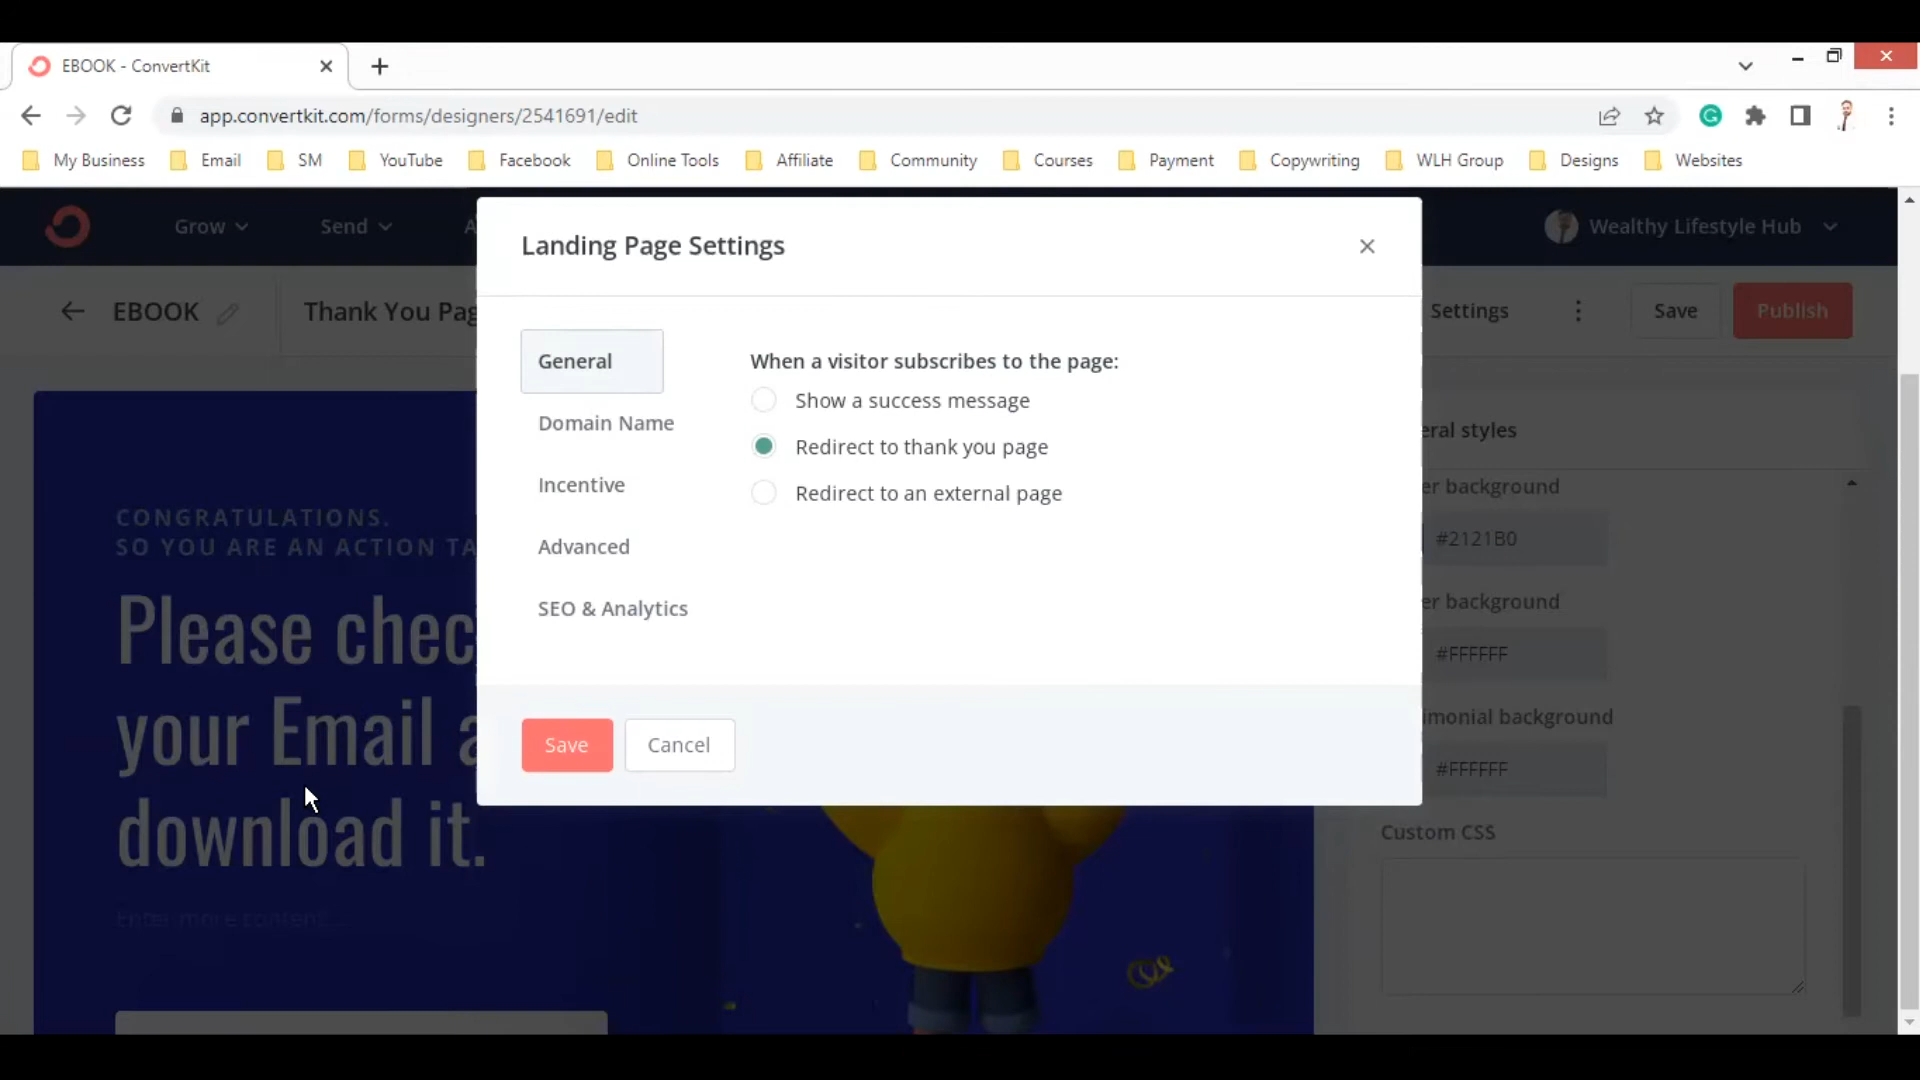 EBOOK - ConvertKit
app.convertkit.com/forms/designers/2541691/edit
My Business Email SM YouTube Facebook Online Tools Affiliate Community Courses Payment Copywriting WLH Group Designs Websites
Grow Send A Wealthy Lifestyle Hub
EBOOK Thank You Pag Settings Save Publish
Landing Page Settings
General
Domain Name
Incentive
Advanced
SEO & Analytics
When a visitor subscribes to the page:
Show a success message
Redirect to thank you page
Redirect to an external page
Save Cancel
CONGRATULATIONS.
SO YOU ARE AN ACTION TA
Please chec
your Email a
download it.
Enter more content...
eral styles
er background
#2121B0
er background
#FFFFFF
imonial background
#FFFFFF
Custom CSS